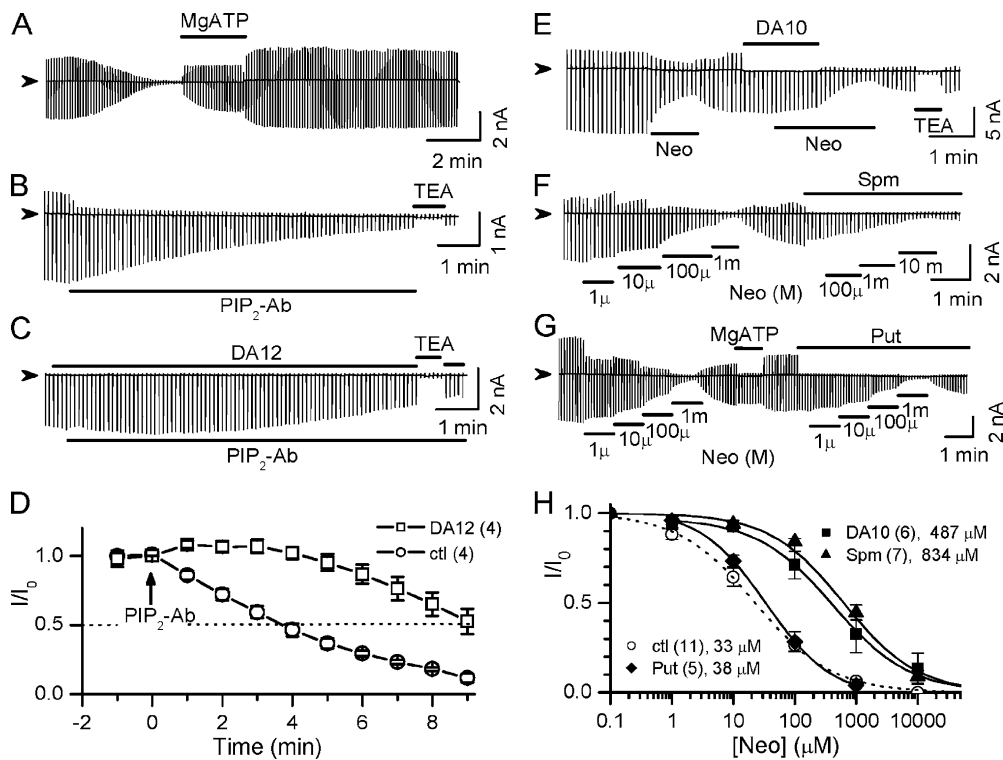 A
MgATP
2 min
2 nA
B
TEA
1 min
1 nA
PIP2-Ab
C
DA12
TEA
1 min
2 nA
PIP2-Ab
D
I/I0
1.0
0.5
0.0
DA12 (4)
ctl (4)
PIP2-Ab
-2 0 2 4 6 8
Time (min)
E
DA10
Neo
Neo
TEA
1 min
5 nA
F
Spm
1μ
10μ
100μ
1m
Neo (M)
100μ
1m
10 m
1 min
2 nA
G
MgATP
Put
1μ
10μ
100μ
1m
Neo (M)
1μ
10μ
100μ
1m
1 min
2 nA
H
I/I0
1.0
0.5
0.0
DA10 (6), 487 μM
Spm (7), 834 μM
ctl (11), 33 μM
Put (5), 38 μM
0.1 1 10 100 1000 10000
[Neo] (μM)